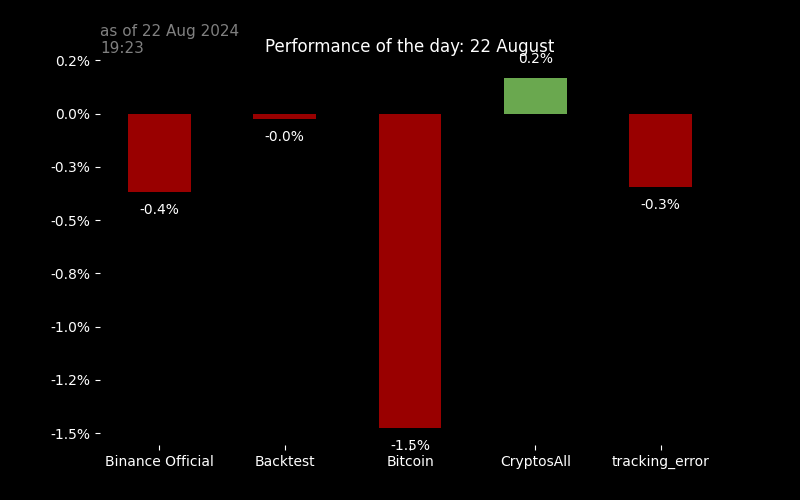 as of 22 Aug 2024
19:23
Performance of the day: 22 August
0.2%
0.2%
0.0%
-0.0%
-0.3%
-0.4%
-0.3%
-0.5%
-0.8%
-1.0%
-1.2%
-1.5%
-1.5%
Binance Official
Backtest
Bitcoin
CryptosAll
tracking_error